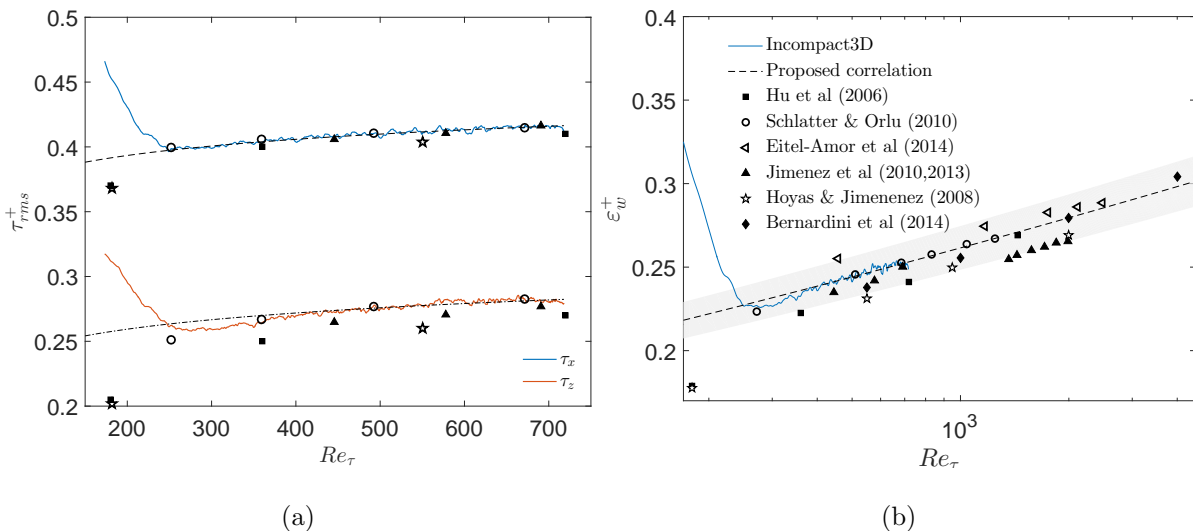 0.5
0.45
0.4
0.35
0.3
0.25
0.2
τ⁺rms
200
300
400
500
600
700
Reτ
τx
τz
(a)
0.4
0.35
0.3
0.25
0.2
ε⁺w
10³
Reτ
Incompact3D
Proposed correlation
Hu et al (2006)
Schlatter & Orlu (2010)
Eitel-Amor et al (2014)
Jimenez et al (2010,2013)
Hoyas & Jimenenez (2008)
Bernardini et al (2014)
(b)